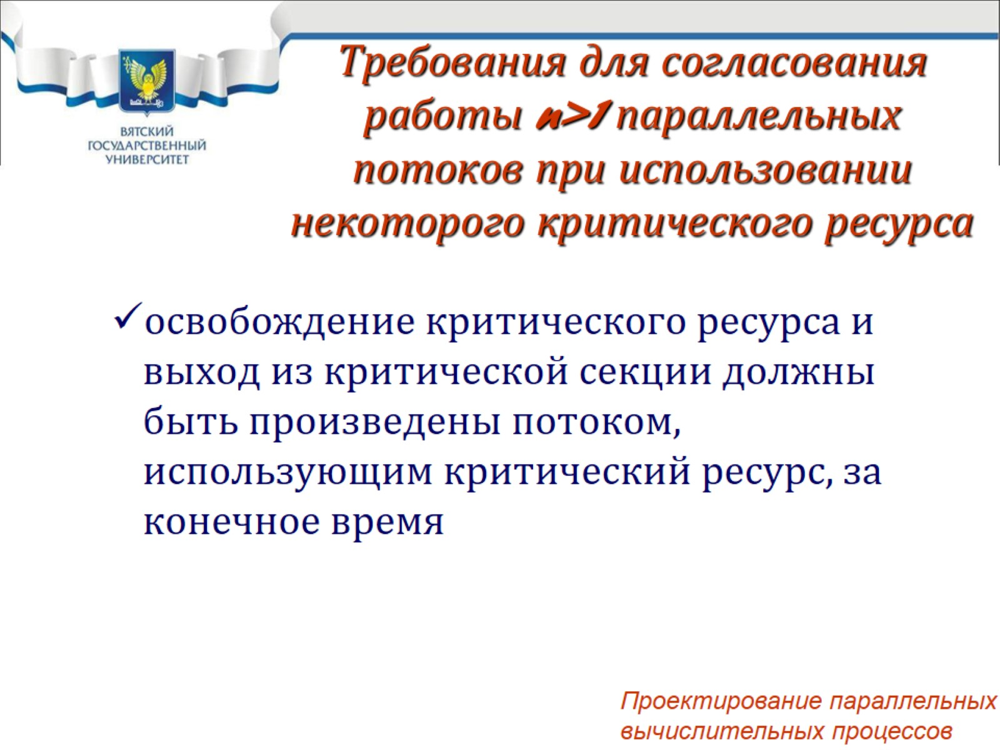 ВЯТСКИЙ
ГОСУДАРСТВЕННЫЙ
УНИВЕРСИТЕТ
Требования для согласования
работы n>1 параллельных
потоков при использовании
некоторого критического ресурса
✓освобождение критического ресурса и
выход из критической секции должны
быть произведены потоком,
использующим критический ресурс, за
конечное время
Проектирование параллельных
вычислительных процессов